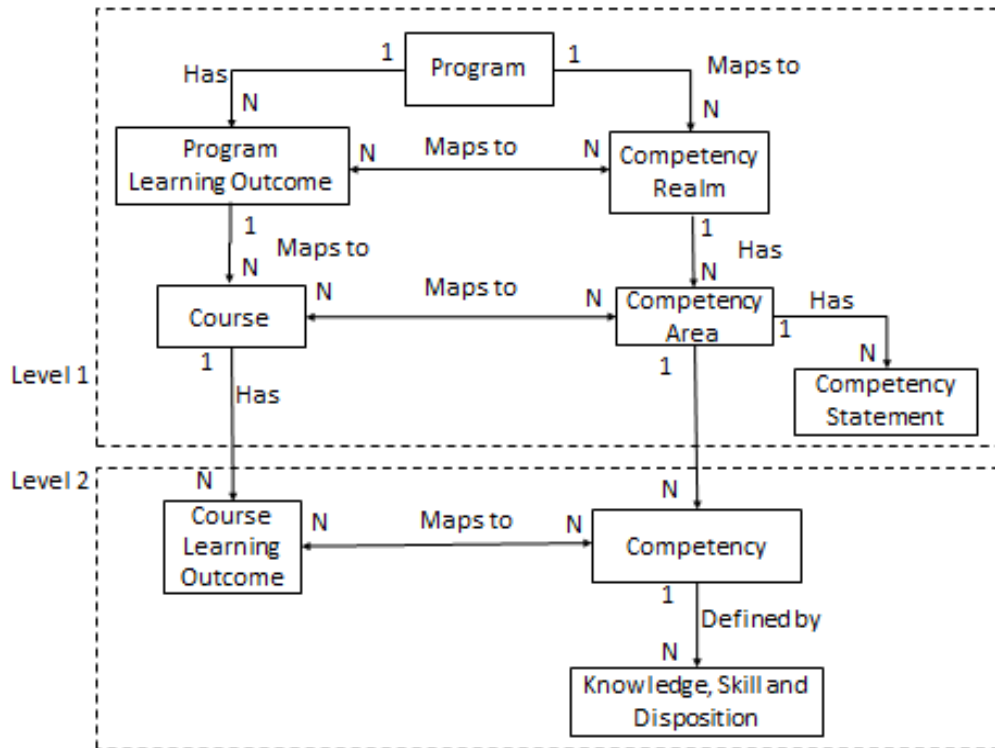 1
Program
1
Has
Maps to
N
N
Program
Learning Outcome
N
Maps to
N
Competency
Realm
1
Maps to
N
1
Has
N
Course
N
Maps to
N
Competency
Area
Has
1
N
1
Has
1
Competency
Statement
Level 1
Level 2
N
N
Course
Learning
Outcome
N
Maps to
N
Competency
1
Defined by
N
Knowledge, Skill and
Disposition